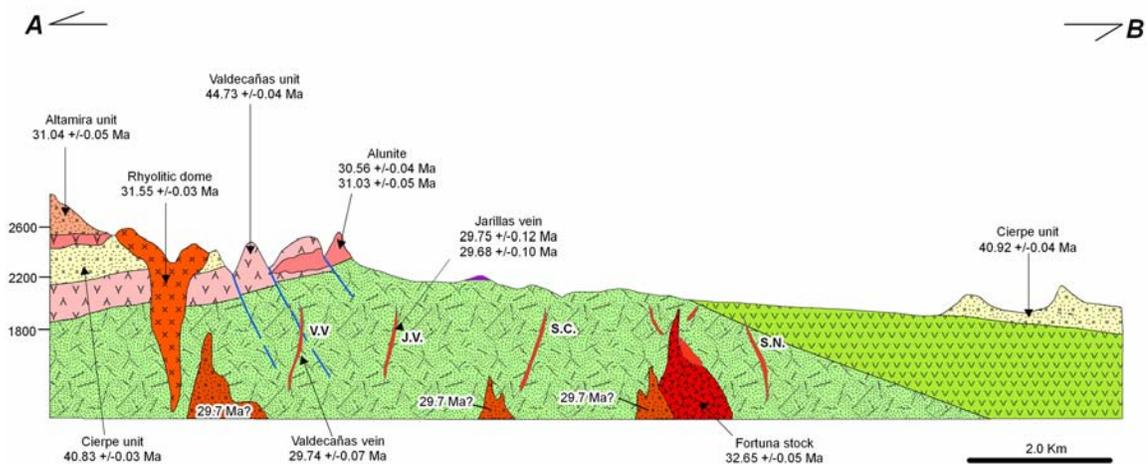 A
B
Valdecañas unit
44.73 +/-0.04 Ma
Altamira unit
31.04 +/-0.05 Ma
Alunite
30.56 +/-0.04 Ma
31.03 +/-0.05 Ma
Rhyolitic dome
31.55 +/-0.03 Ma
Jarillas vein
29.75 +/-0.12 Ma
29.68 +/-0.10 Ma
Cierpe unit
40.92 +/-0.04 Ma
2600
2200
1800
V.V
J.V.
S.C.
S.N.
29.7 Ma?
29.7 Ma?
29.7 Ma?
Cierpe unit
40.83 +/-0.03 Ma
Valdecañas vein
29.74 +/-0.07 Ma
Fortuna stock
32.65 +/-0.05 Ma
2.0 Km